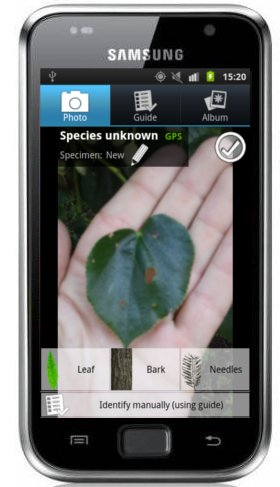 SAMSUNG
15:20
Photo Guide Album
Species unknown GPS
Specimen: New
Leaf Bark Needles
Identify manually (using guide)